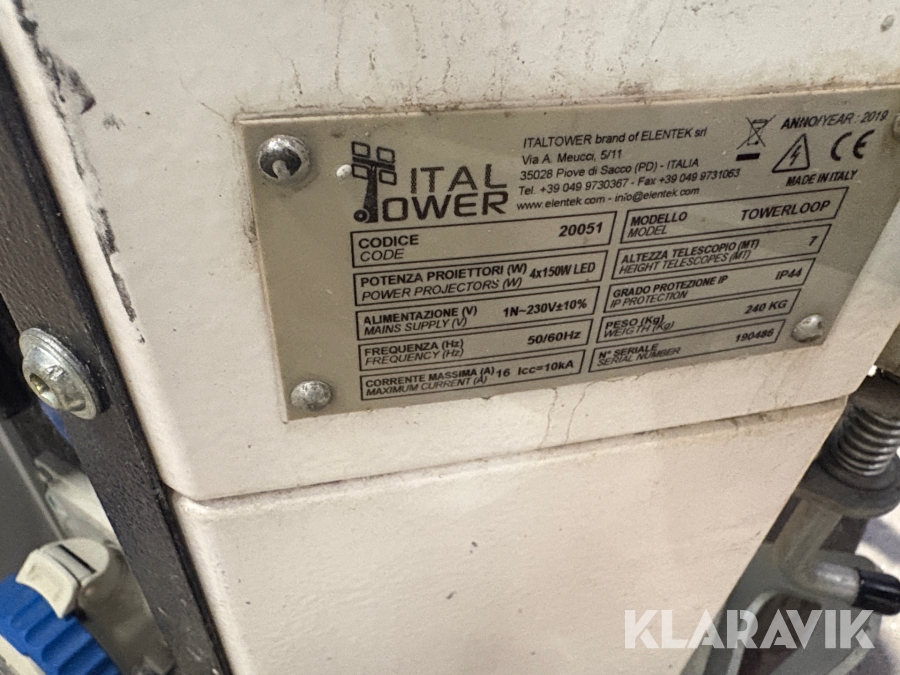 ITAL
TOWER
ITALTOWER brand of ELENTEK srl
Via A. Meucci, 5/11
35028 Piove di Sacco (PD) - ITALIA
Tel. +39 049 9730367 - Fax +39 049 9731063
www.elentek.com - info@elentek.com
ANNO/YEAR: 2019
CE
MADE IN ITALY
CODICE 20051
CODE
POTENZA PROIETTORI (W) 4x150W LED
POWER PROJECTORS (W)
ALIMENTAZIONE (V) 1N~230V±10%
MAINS SUPPLY (V)
FREQUENZA (Hz) 50/60Hz
FREQUENCY (Hz)
CORRENTE MASSIMA (A) 16 Icc=10kA
MAXIMUM CURRENT (A)
MODELLO TOWERLOOP
MODEL
ALTEZZA TELESCOPIO (MT) 7
HEIGHT TELESCOPES (MT)
GRADO PROTEZIONE IP IP44
IP PROTECTION
PESO (Kg) 240 KG
WEIGTH (Kg)
N° SERIALE 190486
SERIAL NUMBER
KLARAVIK